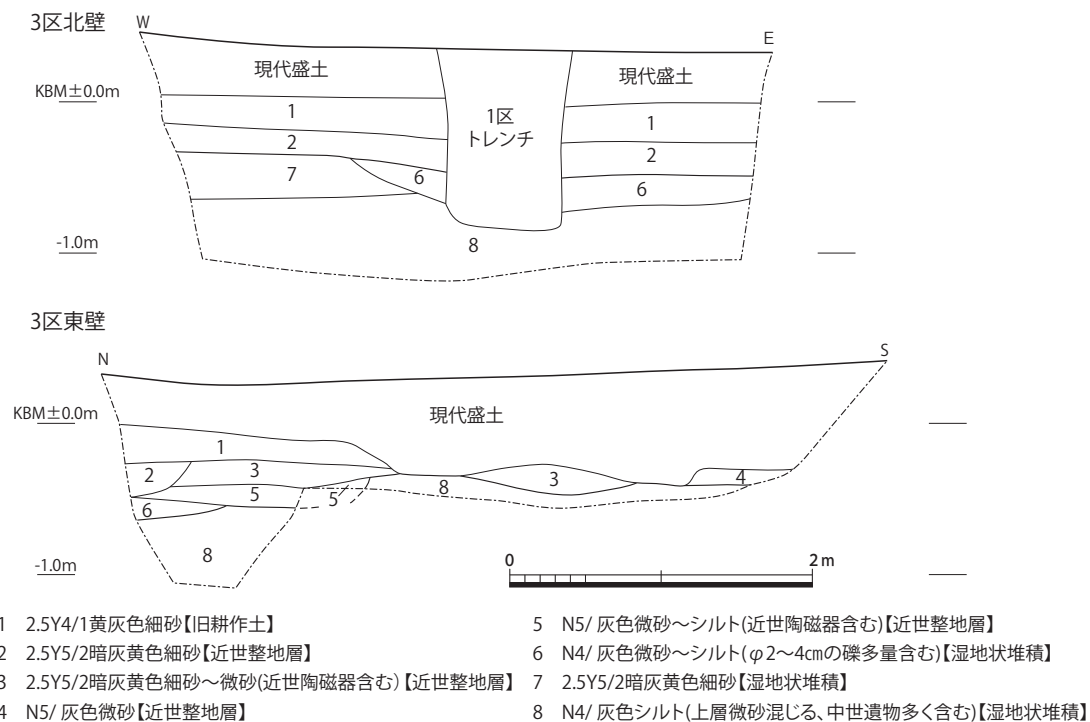 3区北壁
W
E
現代盛土
現代盛土
KBM±0.0m
1
1区
トレンチ
1
2
2
7
6
6
8
-1.0m
3区東壁
N
S
KBM±0.0m
現代盛土
1
2
3
3
4
5
5
8
6
8
-1.0m
0
2m
1 2.5Y4/1黄灰色細砂【旧耕作土】
2 2.5Y5/2暗灰黄色細砂【近世整地層】
3 2.5Y5/2暗灰黄色細砂～微砂(近世陶磁器含む)【近世整地層】
4 N5/ 灰色微砂【近世整地層】
5 N5/ 灰色微砂～シルト(近世陶磁器含む)【近世整地層】
6 N4/ 灰色微砂～シルト(φ2～4㎝の礫多量含む)【湿地状堆積】
7 2.5Y5/2暗灰黄色細砂【湿地状堆積】
8 N4/ 灰色シルト(上層微砂混じる、中世遺物多く含む)【湿地状堆積】